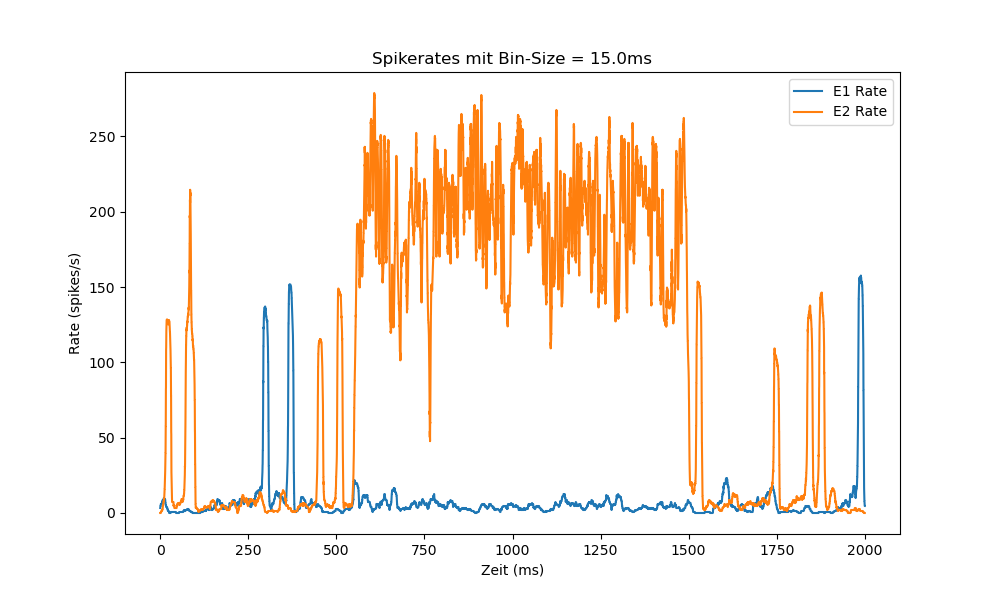 Spikerates mit Bin-Size = 15.0ms
E1 Rate
E2 Rate
Rate (spikes/s)
250
200
150
100
50
0
0 250 500 750 1000 1250 1500 1750 2000
Zeit (ms)